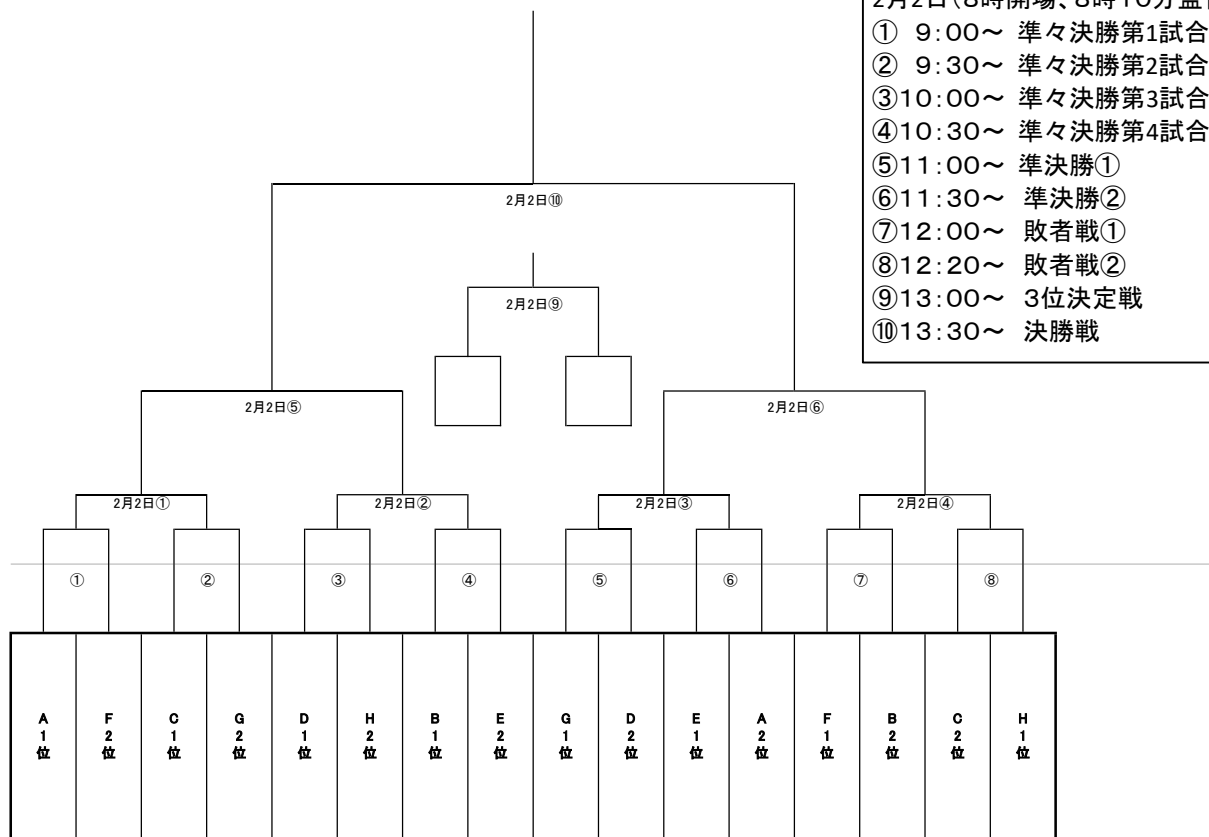 2月2日(8時開場、8時10分監
① 9:00～ 準々決勝第1試合
② 9:30～ 準々決勝第2試合
③10:00～ 準々決勝第3試合
④10:30～ 準々決勝第4試合
⑤11:00～ 準決勝①
⑥11:30～ 準決勝②
⑦12:00～ 敗者戦①
⑧12:20～ 敗者戦②
⑨13:00～ 3位決定戦
⑩13:30～ 決勝戦
2月2日⑩
2月2日⑨
2月2日⑤
2月2日⑥
2月2日①
2月2日②
2月2日③
2月2日④
①
②
③
④
⑤
⑥
⑦
⑧
A1位
F2位
C1位
G2位
D1位
H2位
B1位
E2位
G1位
D2位
E1位
A2位
F1位
B2位
C2位
H1位